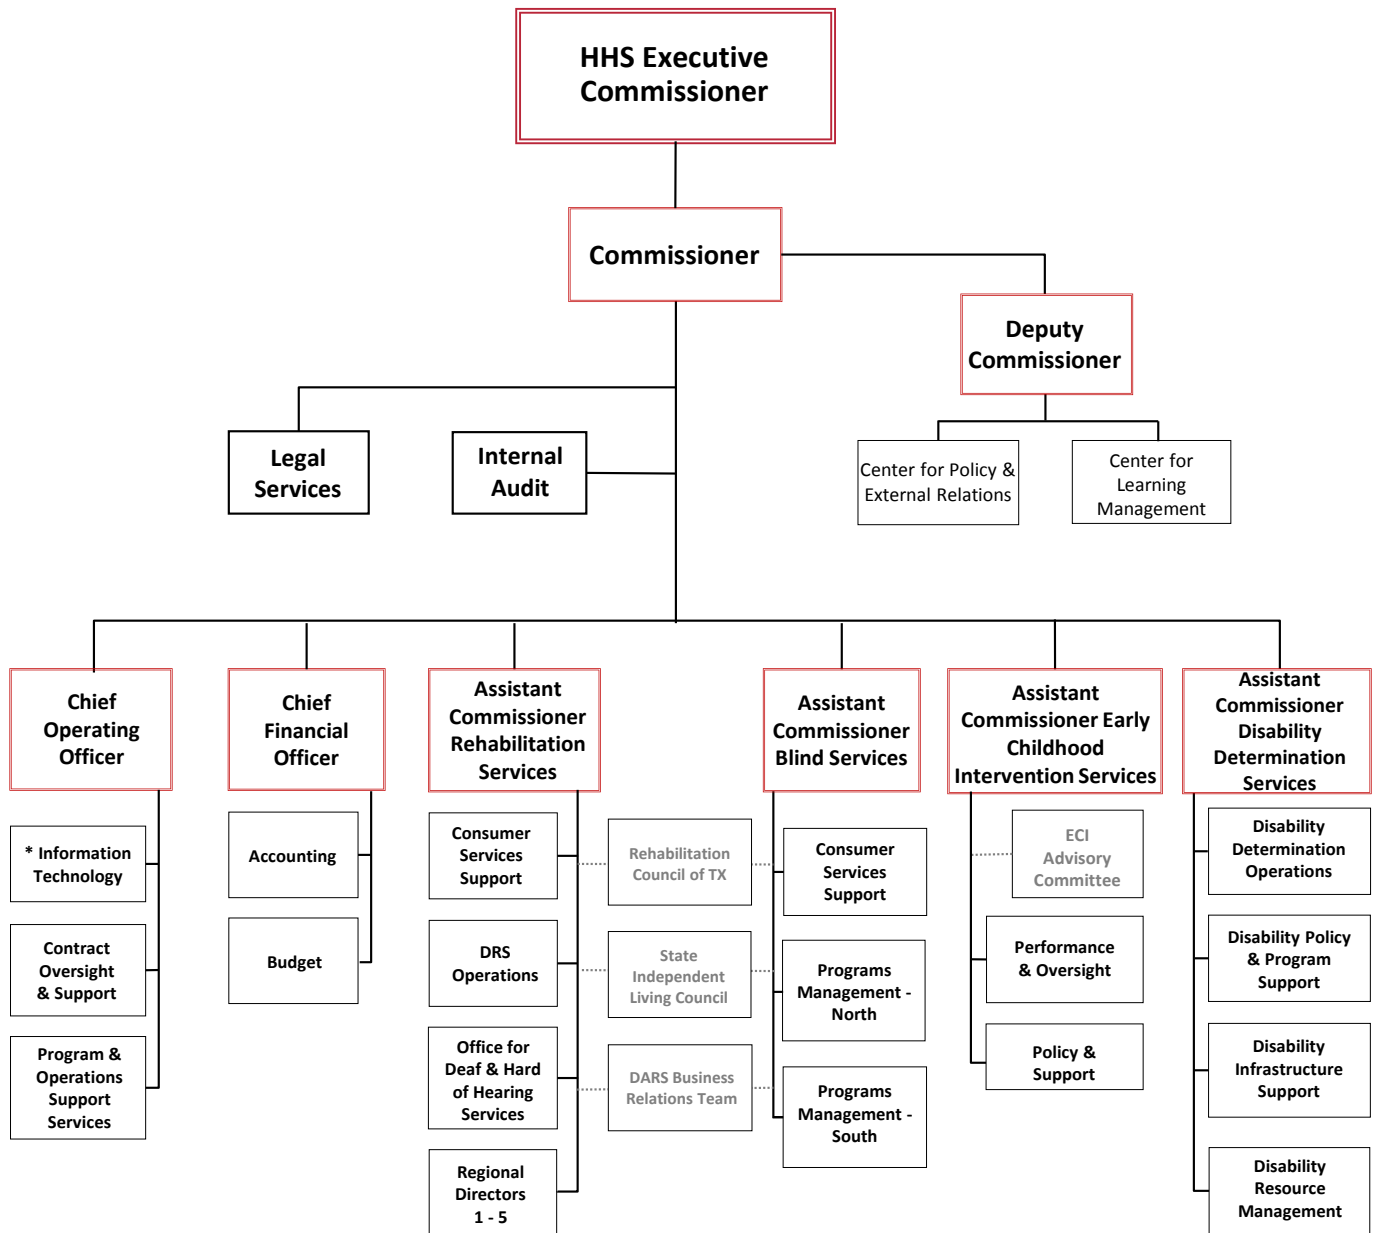 HHS Executive
Commissioner
Commissioner
Deputy
Commissioner
Legal
Services
Internal
Audit
Center for Policy &
External Relations
Center for
Learning
Management
Chief
Operating
Officer
Chief
Financial
Officer
Assistant
Commissioner
Rehabilitation
Services
Assistant
Commissioner
Blind Services
Assistant
Commissioner Early
Childhood
Intervention Services
Assistant
Commissioner
Disability
Determination
Services
* Information
Technology
Contract
Oversight
& Support
Program &
Operations
Support
Services
Accounting
Budget
Consumer
Services
Support
DRS
Operations
Office for
Deaf & Hard
of Hearing
Services
Regional
Directors
1 - 5
Rehabilitation
Council of TX
State
Independent
Living Council
DARS Business
Relations Team
Consumer
Services
Support
Programs
Management -
North
Programs
Management -
South
ECI
Advisory
Committee
Performance
& Oversight
Policy &
Support
Disability
Determination
Operations
Disability Policy
& Program
Support
Disability
Infrastructure
Support
Disability
Resource
Management